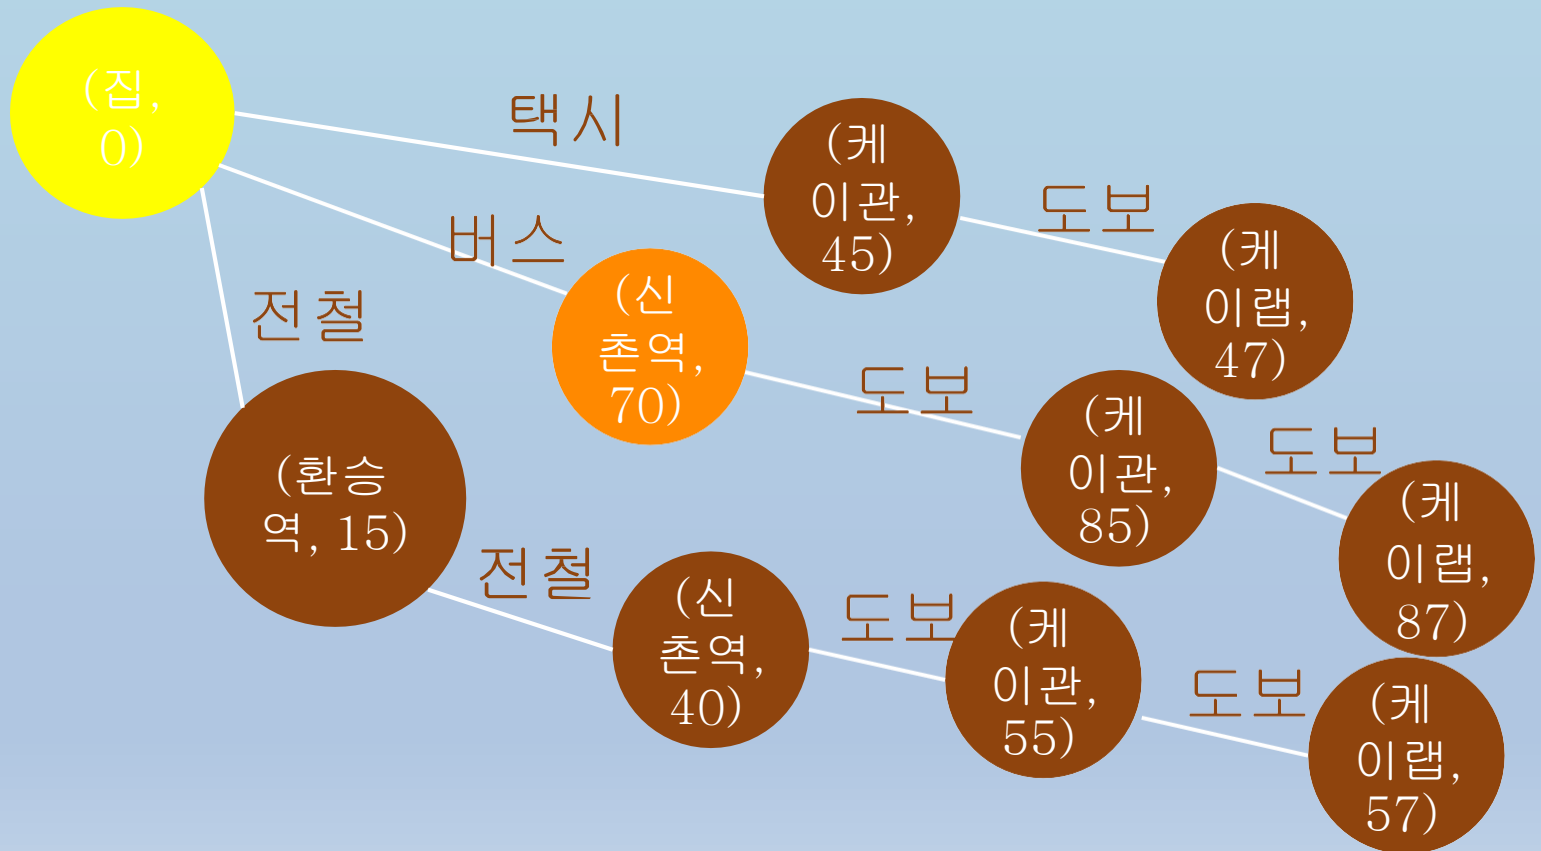 (집,
0)
택시
(케
이관,
45)
도보
(케
이랩,
47)
버스
(신
촌역,
70)
도보
(케
이관,
85)
도보
(케
이랩,
87)
전철
(환승
역, 15)
전철
(신
촌역,
40)
도보
(케
이관,
55)
도보
(케
이랩,
57)